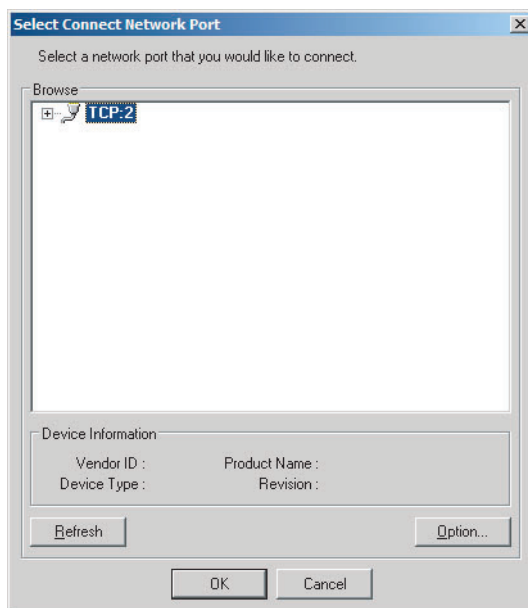 Select Connect Network Port
Select a network port that you would like to connect.
Browse
TCP:2
Device Information
Vendor ID : Product Name :
Device Type : Revision :
Refresh Option...
OK Cancel